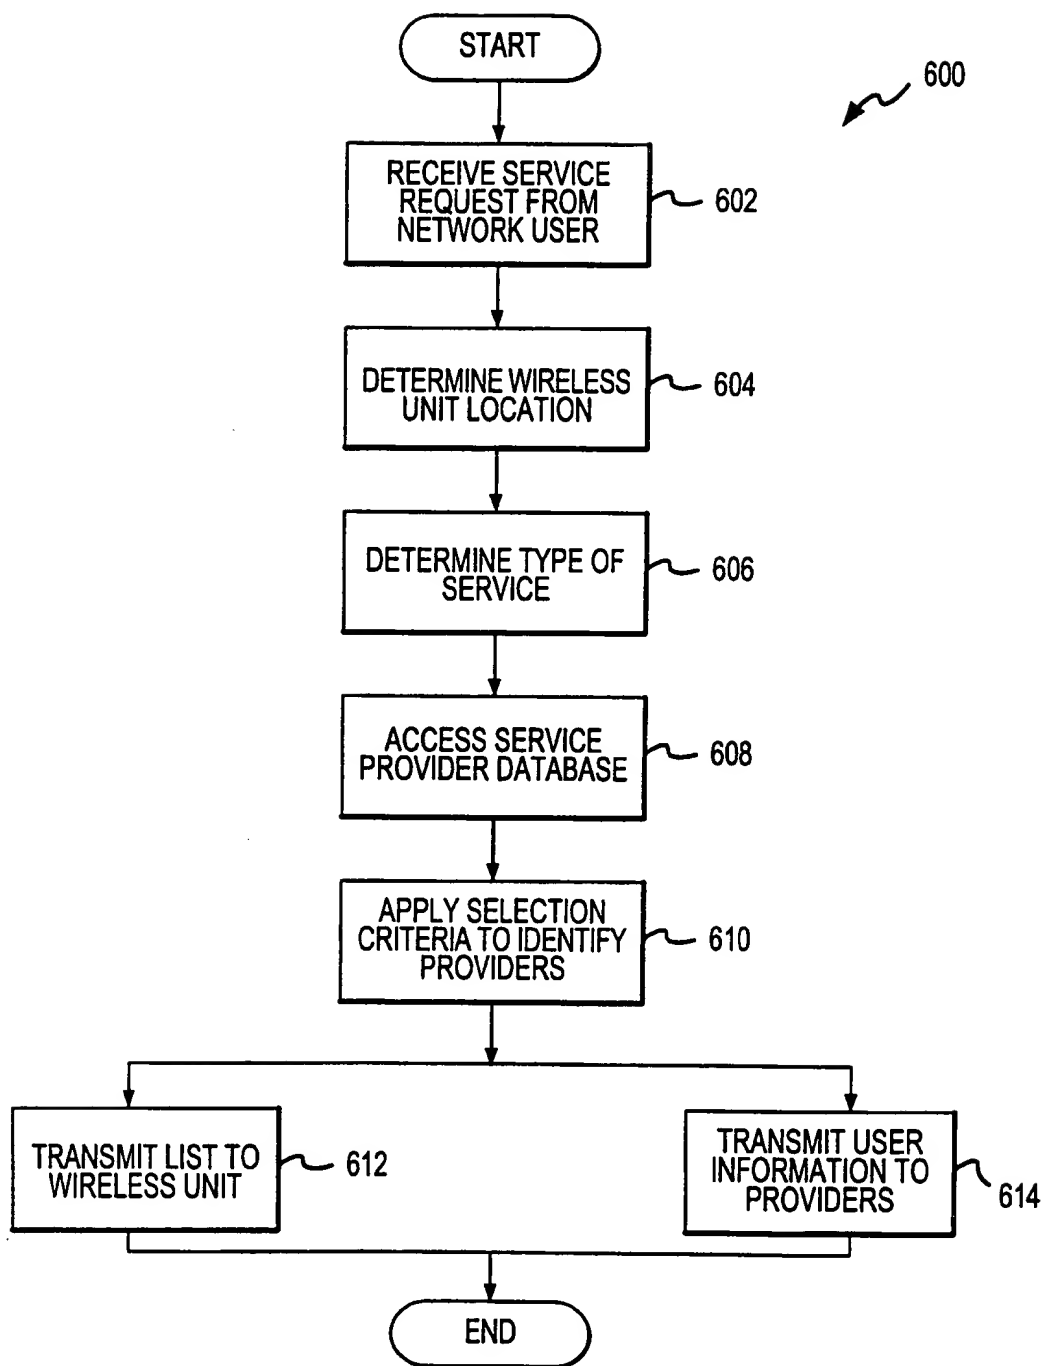 START
600
RECEIVE SERVICE
REQUEST FROM
NETWORK USER
602
DETERMINE WIRELESS
UNIT LOCATION
604
DETERMINE TYPE OF
SERVICE
606
ACCESS SERVICE
PROVIDER DATABASE
608
APPLY SELECTION
CRITERIA TO IDENTIFY
PROVIDERS
610
TRANSMIT LIST TO
WIRELESS UNIT
612
TRANSMIT USER
INFORMATION TO
PROVIDERS
614
END